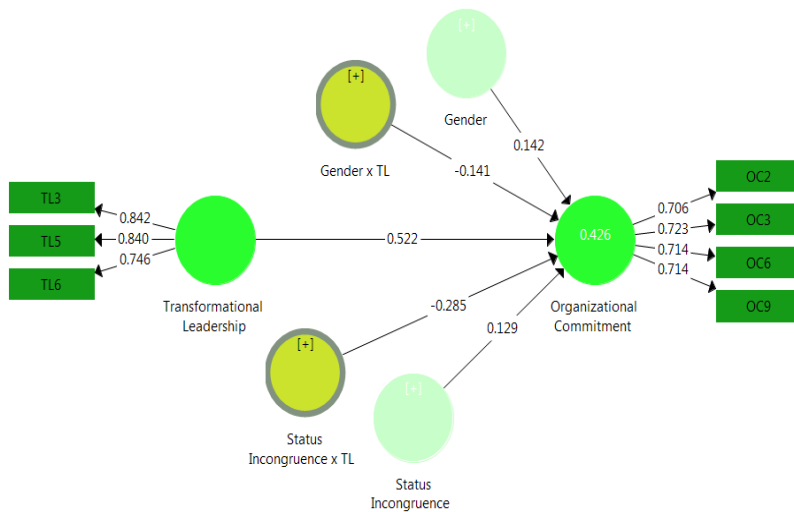 [+]
[+]
Gender
Gender x TL
0.142
-0.141
TL3
TL5
TL6
0.842
0.840
0.746
0.522
0.426
0.706
0.723
0.714
0.714
OC2
OC3
OC6
OC9
Transformational
Leadership
Organizational
Commitment
-0.285
0.129
[+]
[+]
Status
Incongruence x TL
Status
Incongruence